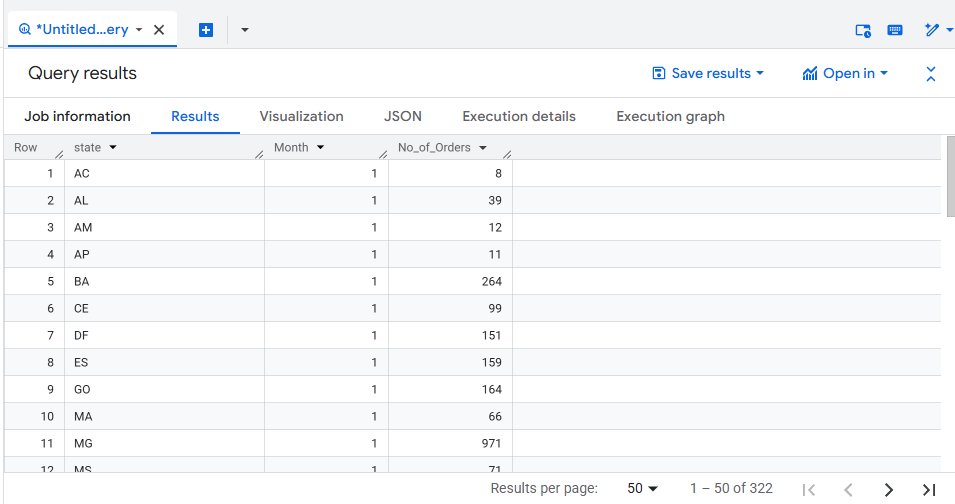 *Untitled...ery
Query results
Save results
Open in
Job information Results Visualization JSON Execution details Execution graph
Row state Month No_of_Orders
1 AC 1 8
2 AL 1 39
3 AM 1 12
4 AP 1 11
5 BA 1 264
6 CE 1 99
7 DF 1 151
8 ES 1 159
9 GO 1 164
10 MA 1 66
11 MG 1 971
12 MS 1 71
Results per page: 50 1 – 50 of 322